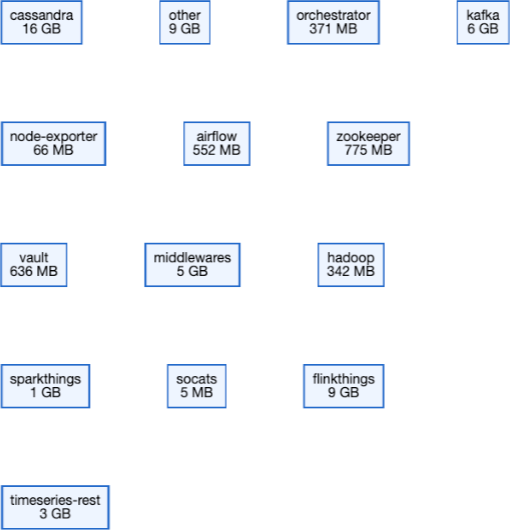 cassandra
16 GB
other
9 GB
orchestrator
371 MB
kafka
6 GB
node-exporter
66 MB
airflow
552 MB
zookeeper
775 MB
vault
636 MB
middlewares
5 GB
hadoop
342 MB
sparkthings
1 GB
socats
5 MB
flinkthings
9 GB
timeseries-rest
3 GB